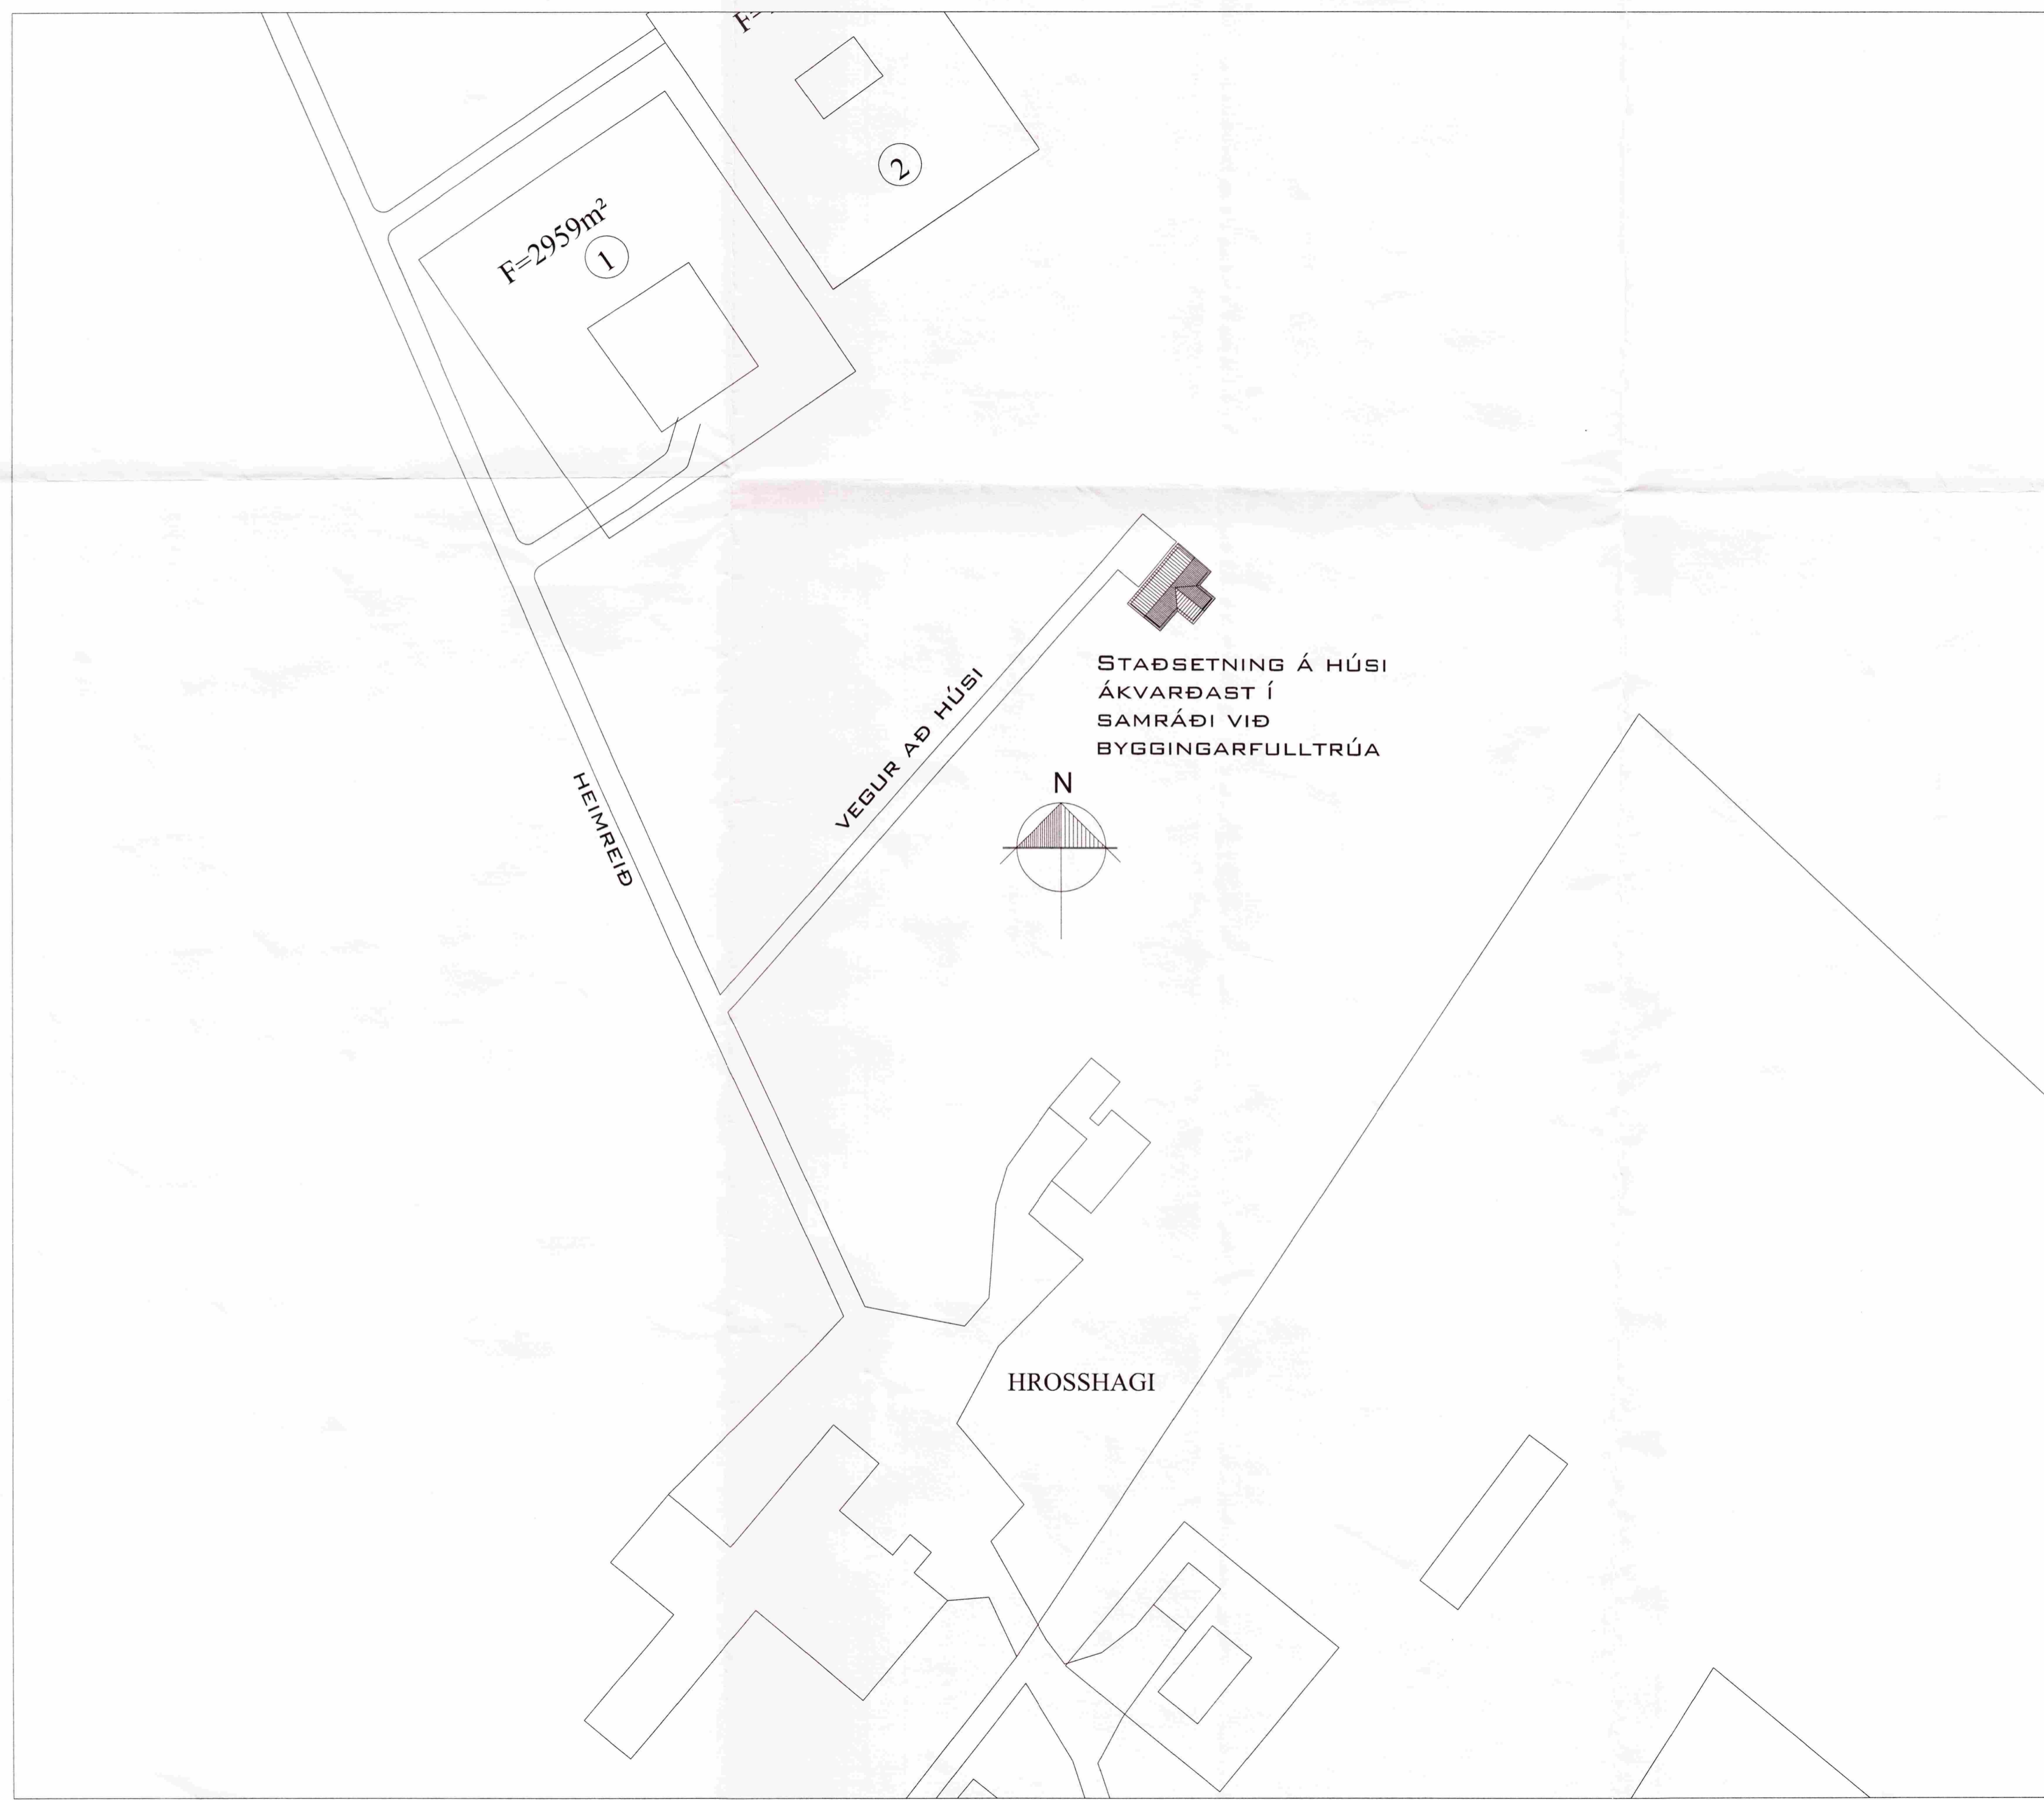 F=
2
F=2959m²
1
STAÐSETNING Á HÚSI
ÁKVARÐAST Í
SAMRÁÐI VIÐ
BYGGINGARFULLTRÚA
VEGUR AÐ HÚSI
N
HEIMREIÐ
HROSSHAGI